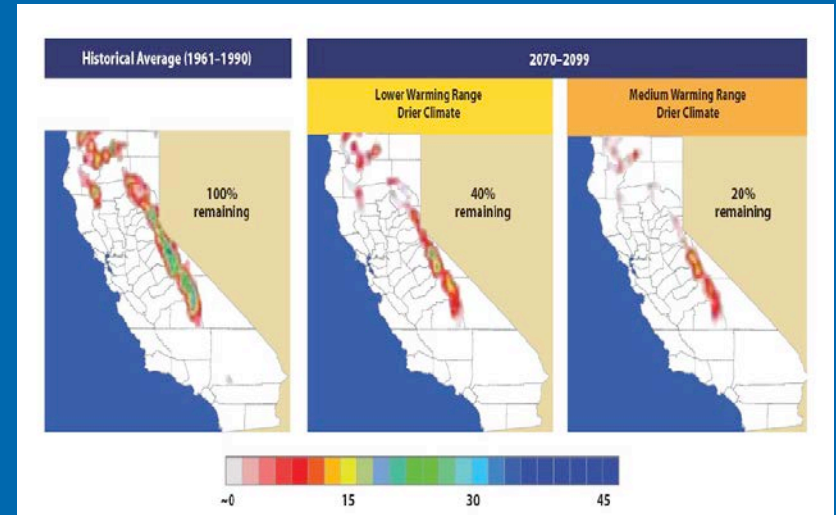 Historical Average (1961–1990)
2070–2099
Lower Warming Range
Drier Climate
Medium Warming Range
Drier Climate
100%
remaining
40%
remaining
20%
remaining
~0 15 30 45